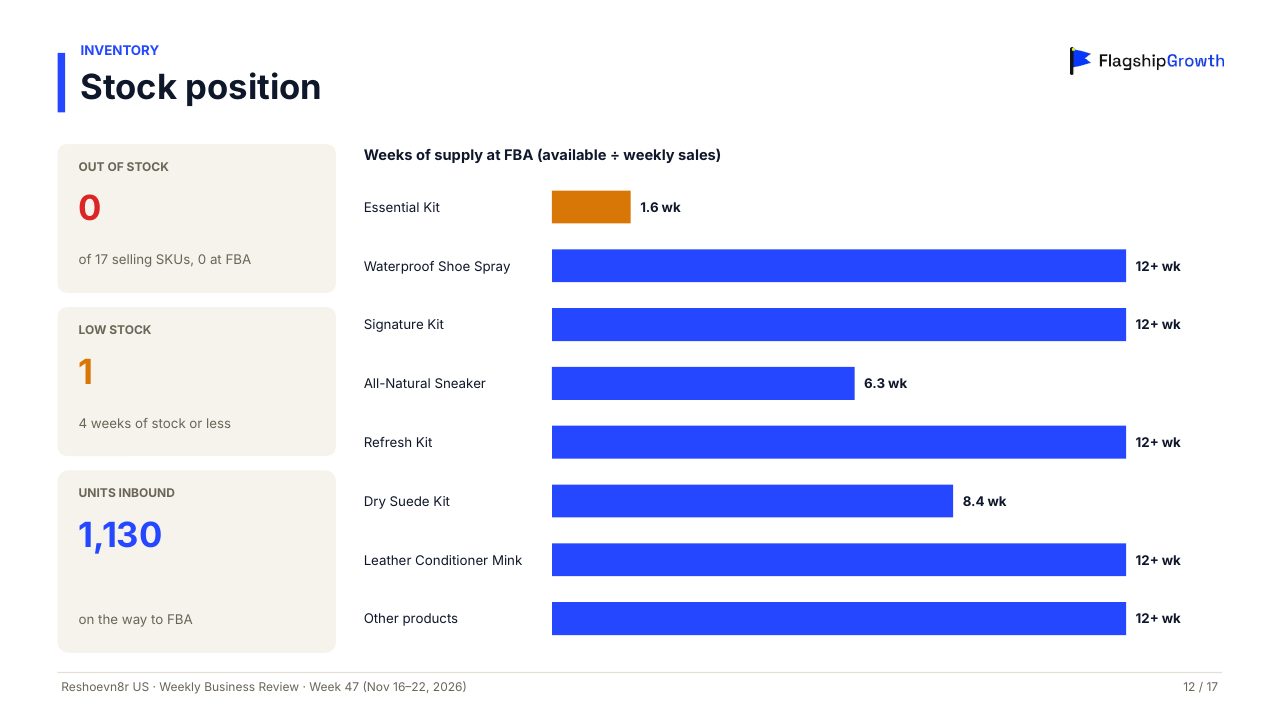 INVENTORY
Stock position
FlagshipGrowth
OUT OF STOCK
0
of 17 selling SKUs, 0 at FBA
LOW STOCK
1
4 weeks of stock or less
UNITS INBOUND
1,130
on the way to FBA
Weeks of supply at FBA (available ÷ weekly sales)
Essential Kit 1.6 wk
Waterproof Shoe Spray 12+ wk
Signature Kit 12+ wk
All-Natural Sneaker 6.3 wk
Refresh Kit 12+ wk
Dry Suede Kit 8.4 wk
Leather Conditioner Mink 12+ wk
Other products 12+ wk
Reshoevn8r US · Weekly Business Review · Week 47 (Nov 16–22, 2026)
12 / 17